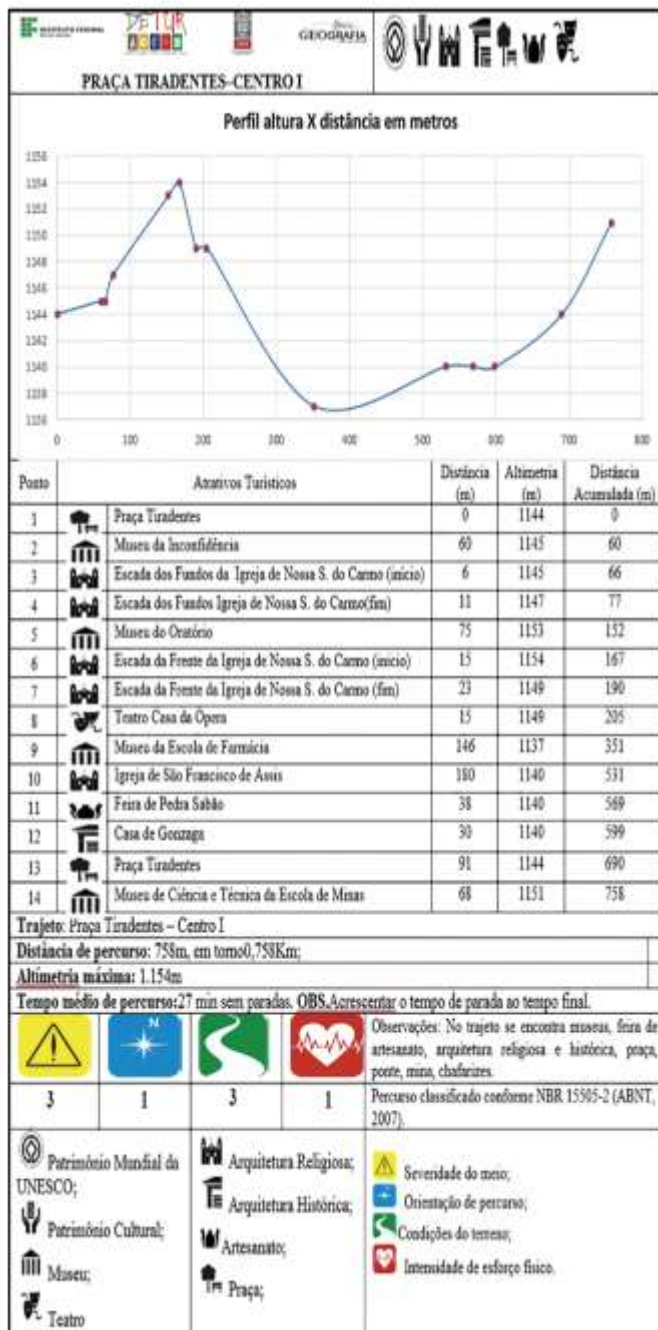 INSTITUTO FEDERAL
DETUR
GEOGRAFIA
PRAÇA TIRADENTES–CENTRO I
Perfil altura X distância em metros
1156
1154
1152
1150
1148
1146
1144
1142
1140
1138
1136
0 100 200 300 400 500 600 700 800
Ponto Atrativos Turísticos Distância (m) Altimetria (m) Distância Acumulada (m)
1 Praça Tiradentes 0 1144 0
2 Museu da Inconfidência 60 1145 60
3 Escada dos Fundos da Igreja de Nossa S. do Carmo (início) 6 1145 66
4 Escada dos Fundos Igreja de Nossa S. do Carmo(fim) 11 1147 77
5 Museu do Oratório 75 1153 152
6 Escada da Frente da Igreja de Nossa S. do Carmo (início) 15 1154 167
7 Escada da Frente da Igreja de Nossa S. do Carmo (fim) 23 1149 190
8 Teatro Casa da Ópera 15 1149 205
9 Museu da Escola de Farmácia 146 1137 351
10 Igreja de São Francisco de Assis 180 1140 531
11 Feira de Pedra Sabão 38 1140 569
12 Casa de Gonzaga 30 1140 599
13 Praça Tiradentes 91 1144 690
14 Museu de Ciência e Técnica da Escola de Minas 68 1151 758
Trajeto: Praça Tiradentes – Centro I
Distância de percurso: 758m, em torno0,758Km;
Altimetria máxima: 1.154m
Tempo médio de percurso:27 min sem paradas. OBS.Acrescentar o tempo de parada ao tempo final.
N
Observações: No trajeto se encontra museus, feira de
artesanato, arquitetura religiosa e histórica, praça,
ponte, mina, chafarizes.
3 1 3 1
Percurso classificado conforme NBR 15505-2 (ABNT,
2007).
Patrimônio Mundial da
UNESCO;
Patrimônio Cultural;
Museu;
Teatro
Arquitetura Religiosa;
Arquitetura Histórica;
Artesanato;
Praça;
Severidade do meio;
Orientação de percurso;
Condições do terreno;
Intensidade de esforço físico.